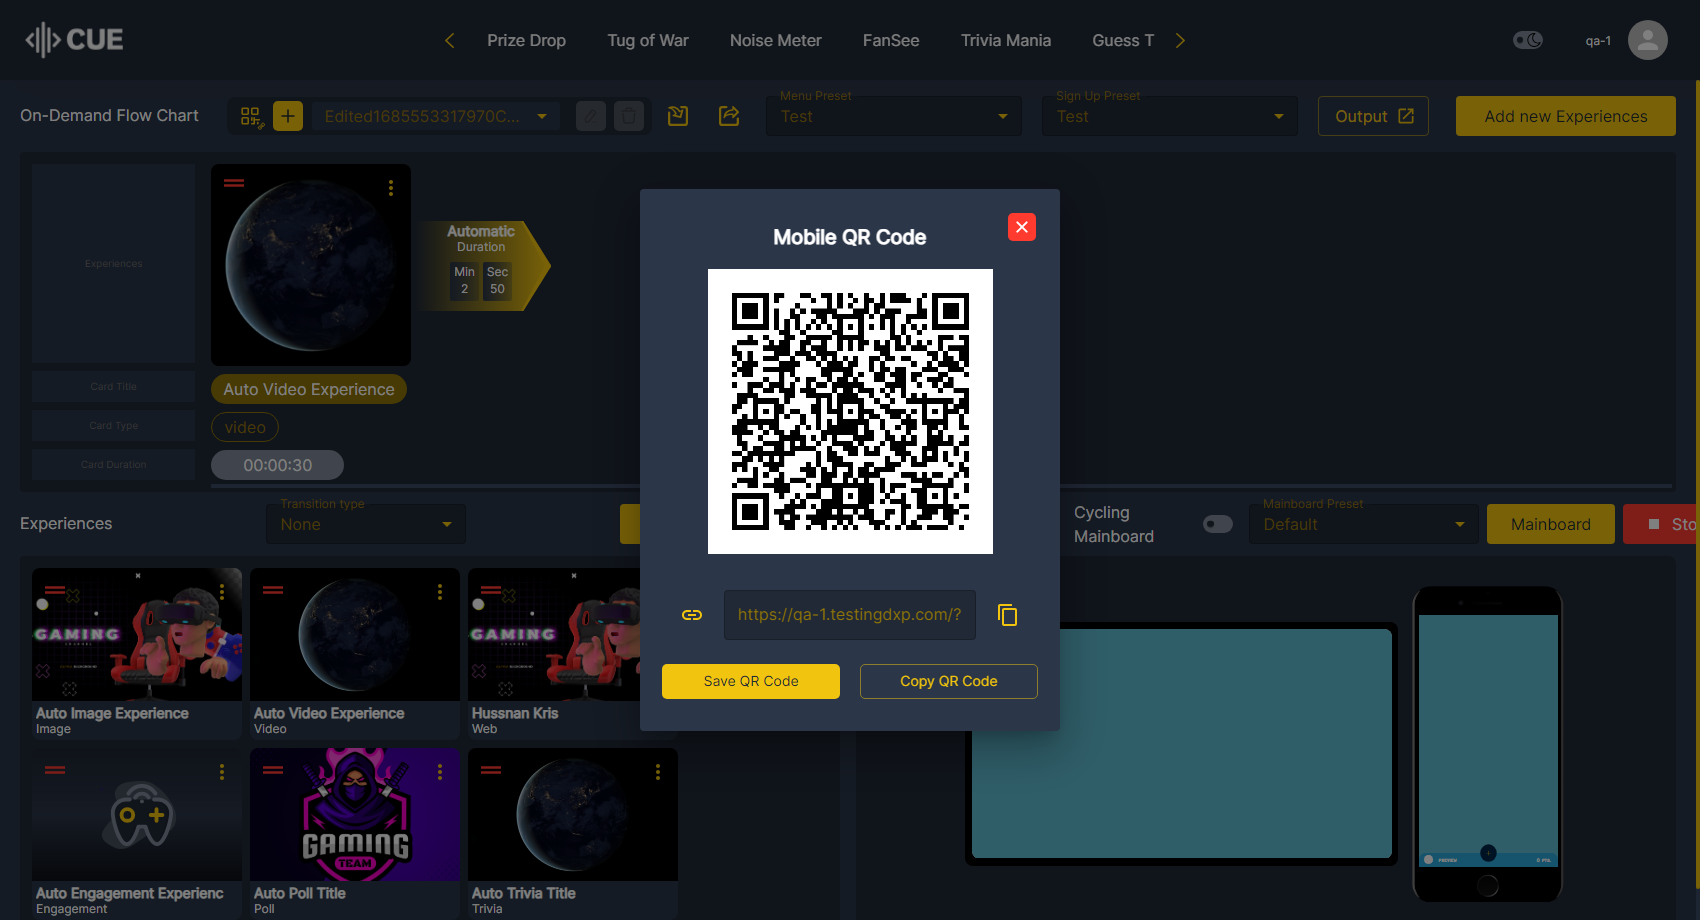 CUE
Prize Drop
Tug of War
Noise Meter
FanSee
Trivia Mania
Guess T
qa-1
On-Demand Flow Chart
Edited1685553317970C...
Menu Preset
Test
Sign Up Preset
Test
Output
Add new Experiences
Experiences
Automatic
Duration
Min
Sec
2
50
Card Title
Auto Video Experience
Card Type
video
Card Duration
00:00:30
Mobile QR Code
https://qa-1.testingdxp.com/?
Save QR Code
Copy QR Code
Experiences
Transition type
None
Cycling
Mainboard
Mainboard Preset
Default
Mainboard
Sto
GAMING
Auto Image Experience
Image
Auto Video Experience
Video
GAMING
Hussnan Kris
Web
Auto Engagement Experienc
Engagement
GAMING
TEAM
Auto Poll Title
Poll
Auto Trivia Title
Trivia
PREVIEW
0 PTS.